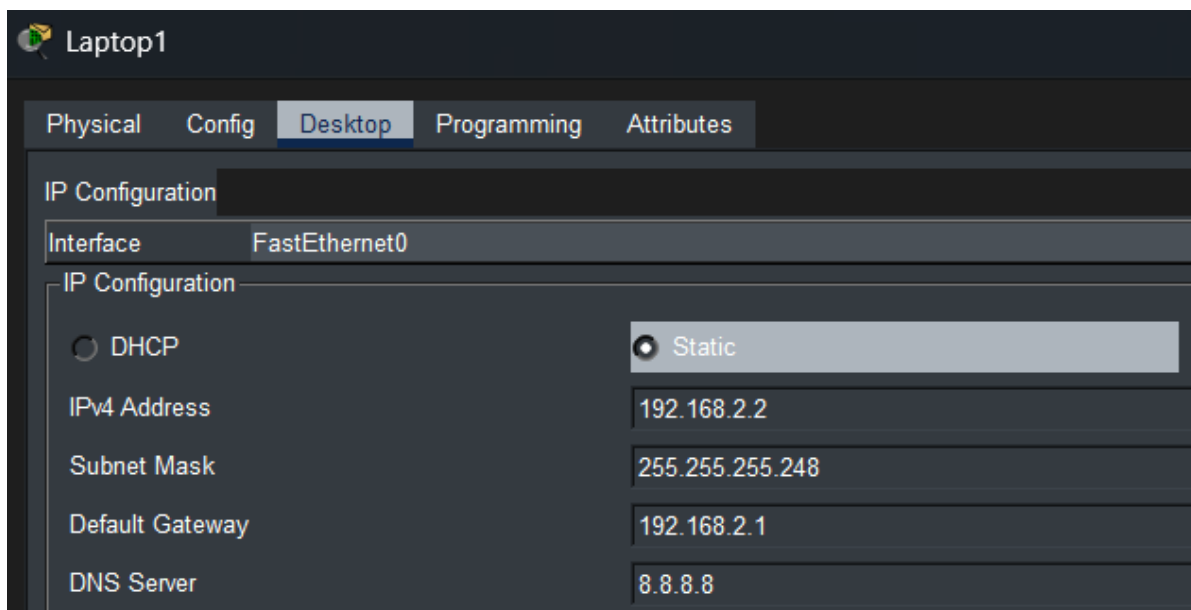 Laptop1
Physical Config Desktop Programming Attributes
IP Configuration
Interface FastEthernet0
IP Configuration
DHCP Static
IPv4 Address 192.168.2.2
Subnet Mask 255.255.255.248
Default Gateway 192.168.2.1
DNS Server 8.8.8.8